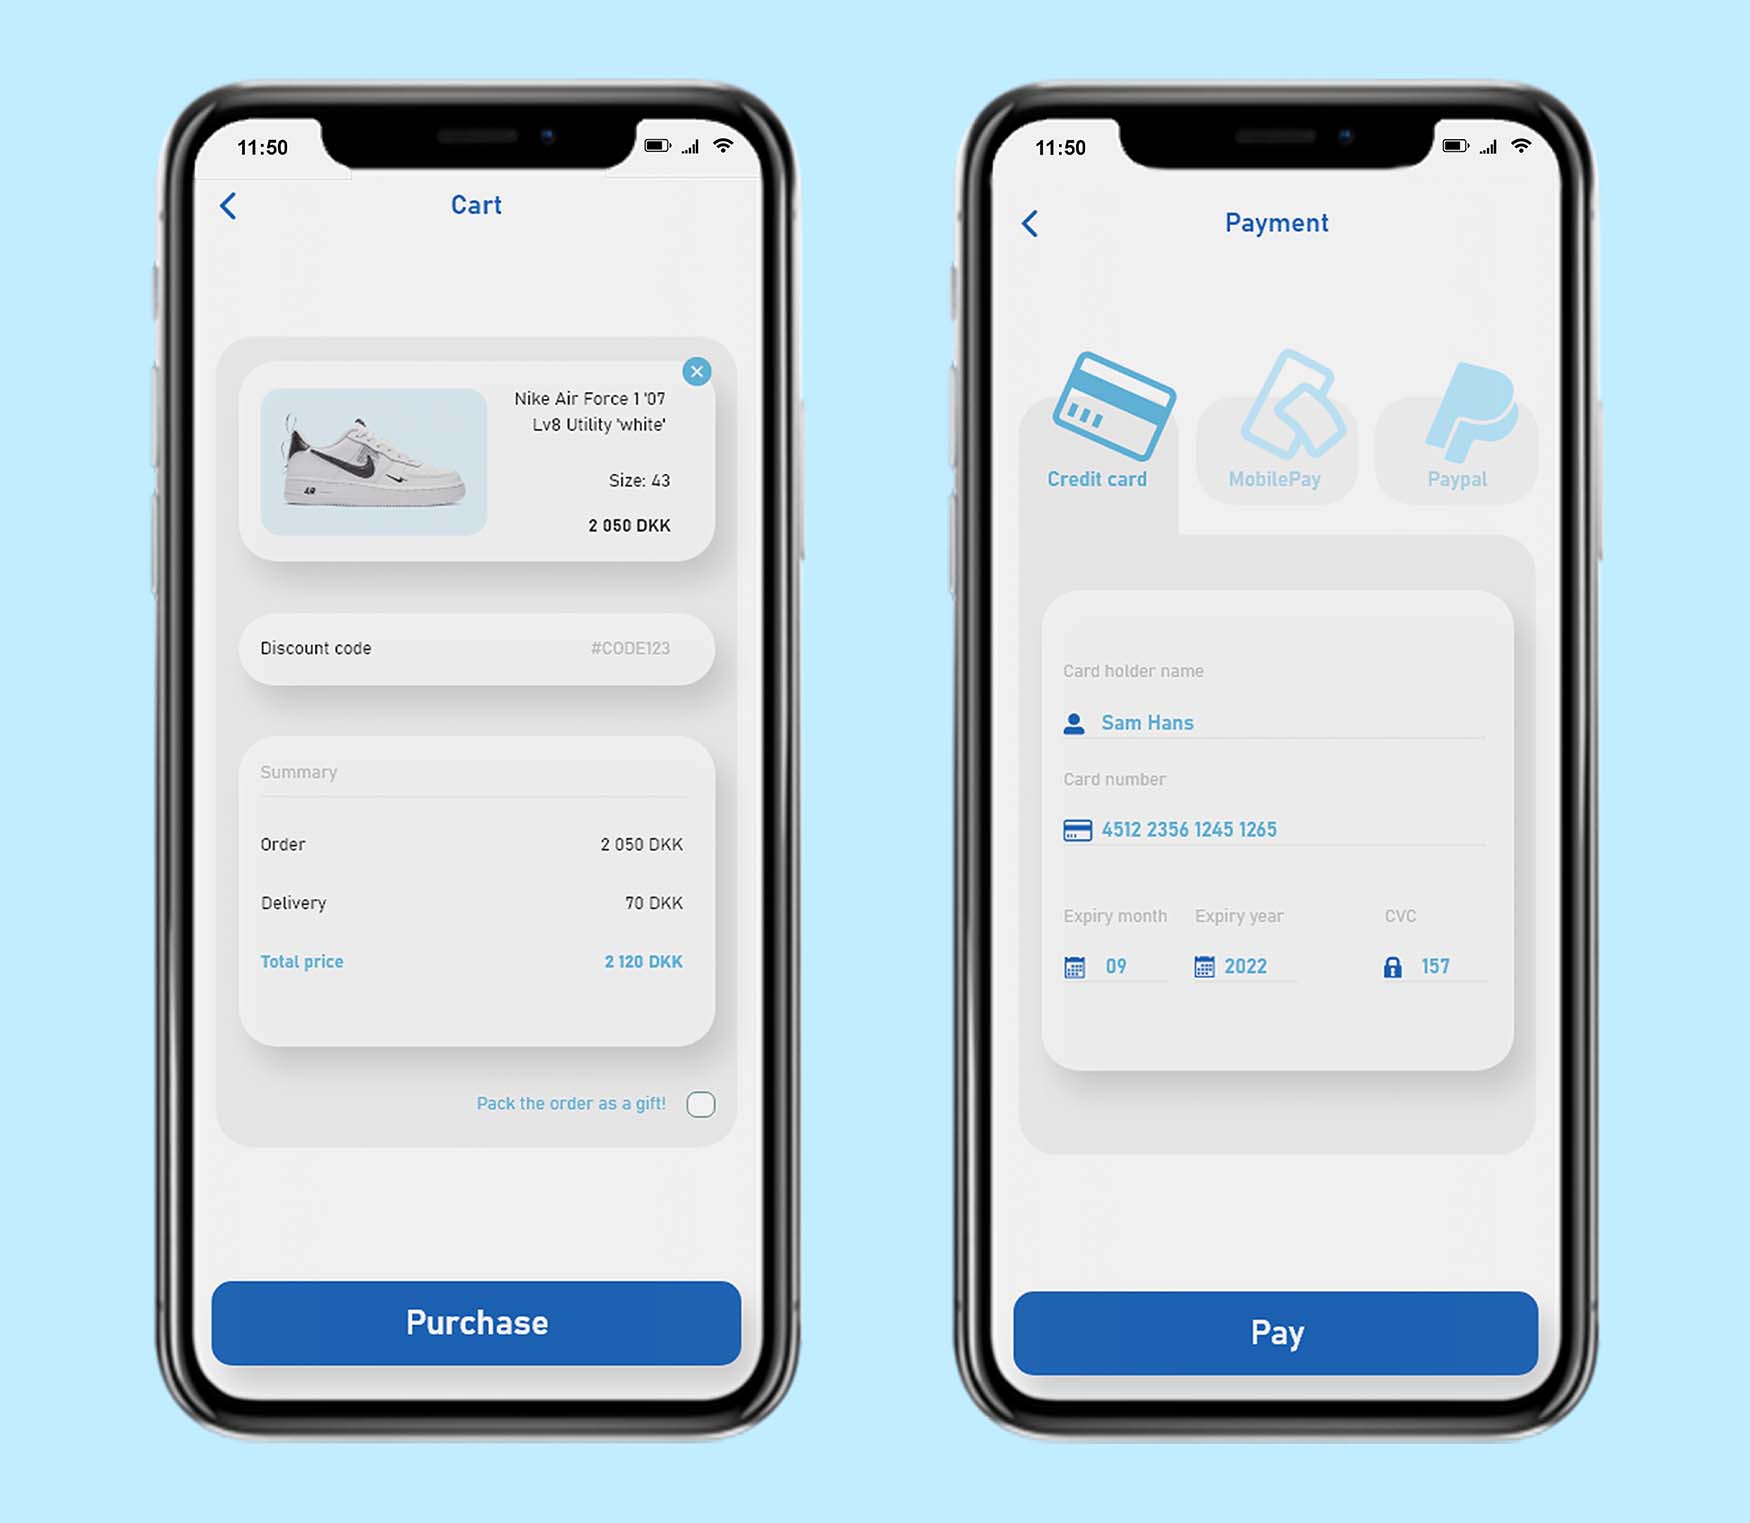 11:50
Cart
Nike Air Force 1 '07
Lv8 Utility 'white'
Size: 43
2 050 DKK
AIR
Discount code #CODE123
Summary
Order 2 050 DKK
Delivery 70 DKK
Total price 2 120 DKK
Pack the order as a gift!
Purchase
11:50
Payment
Credit card MobilePay Paypal
Card holder name
Sam Hans
Card number
4512 2356 1245 1265
Expiry month Expiry year CVC
09 2022 157
Pay